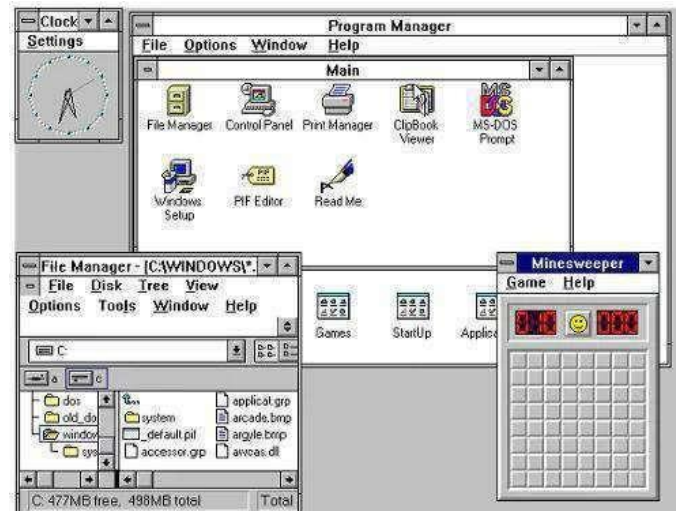 Clock
Settings
Program Manager
File Options Window Help
Main
File Manager
Control Panel
Print Manager
ClipBook
Viewer
MS-DOS
Prompt
Windows
Setup
PIF Editor
Read Me
File Manager - [C:\WINDOWS\*.
File Disk Tree View
Options Tools Window Help
C:
a
c
dos
old_do
window
sys
system
_default.pif
accessor.grp
applicat.grp
arcade.bmp
argyle.bmp
awcas.dll
C: 477MB free, 498MB total
Total
Games
StartUp
Applica
Minesweeper
Game Help